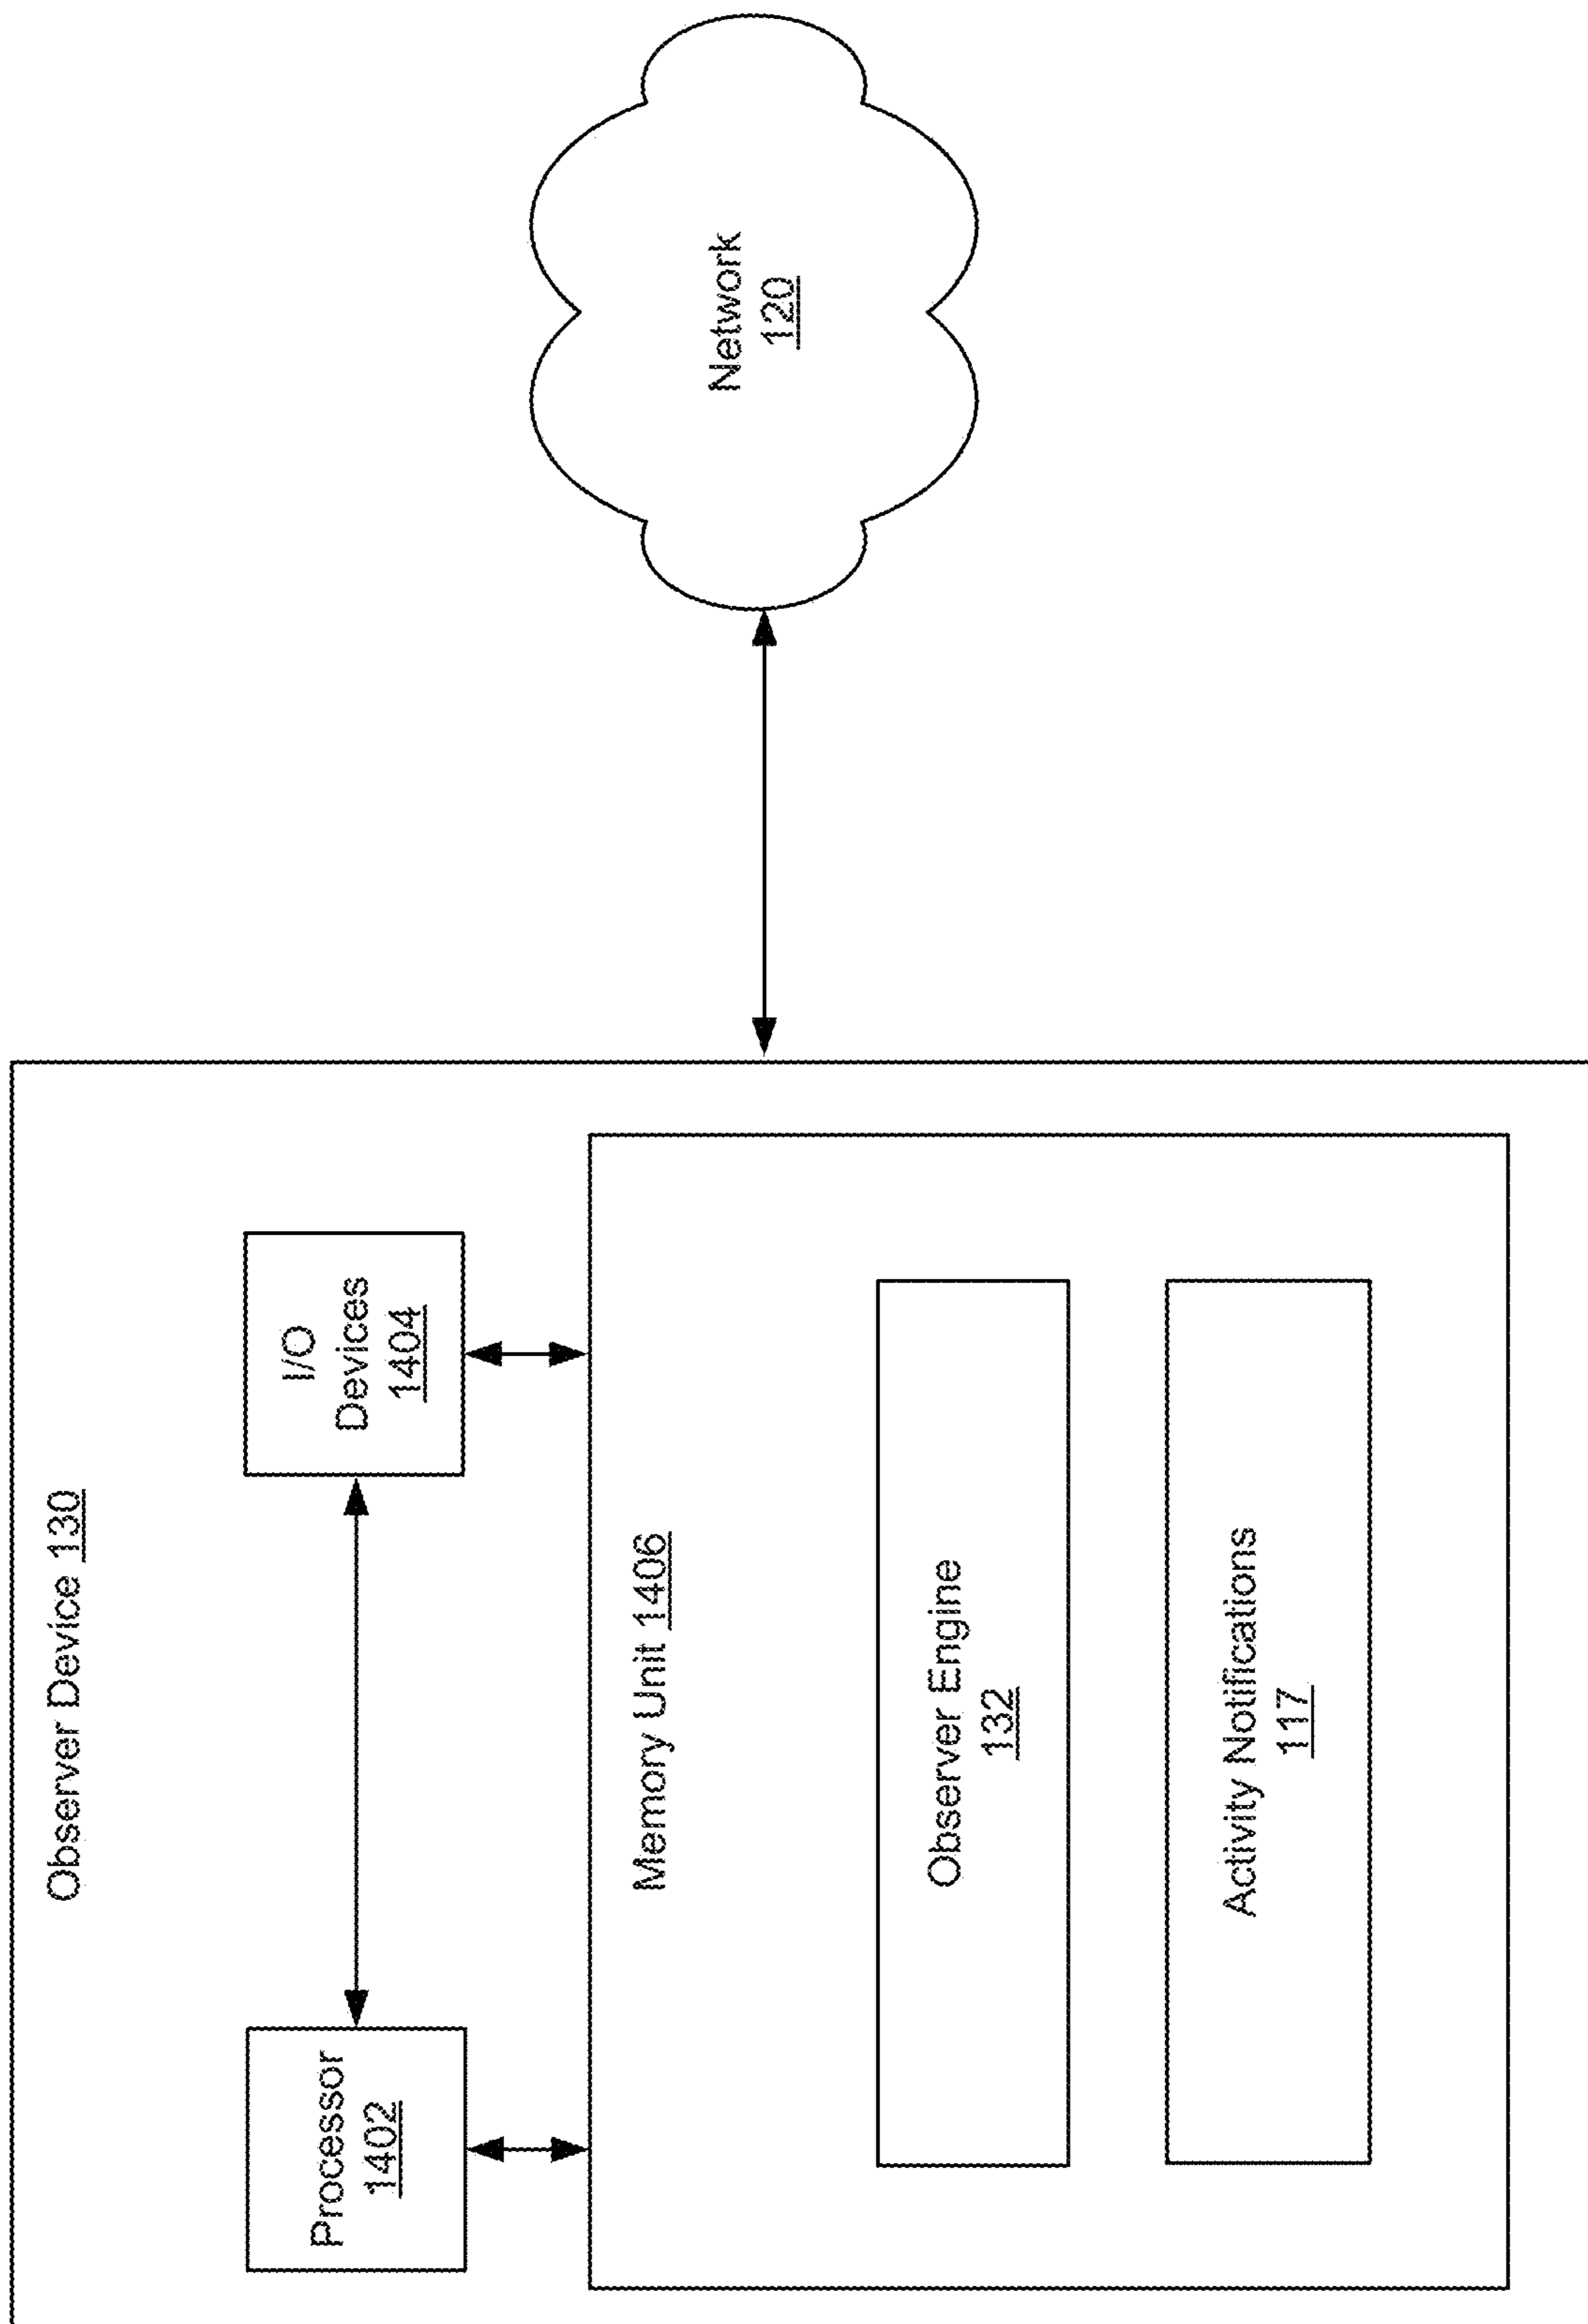 Observer Device 130
Processor
1402
I/O
Devices
1404
Memory Unit 1406
Observer Engine
132
Activity Notifications
117
Network
120